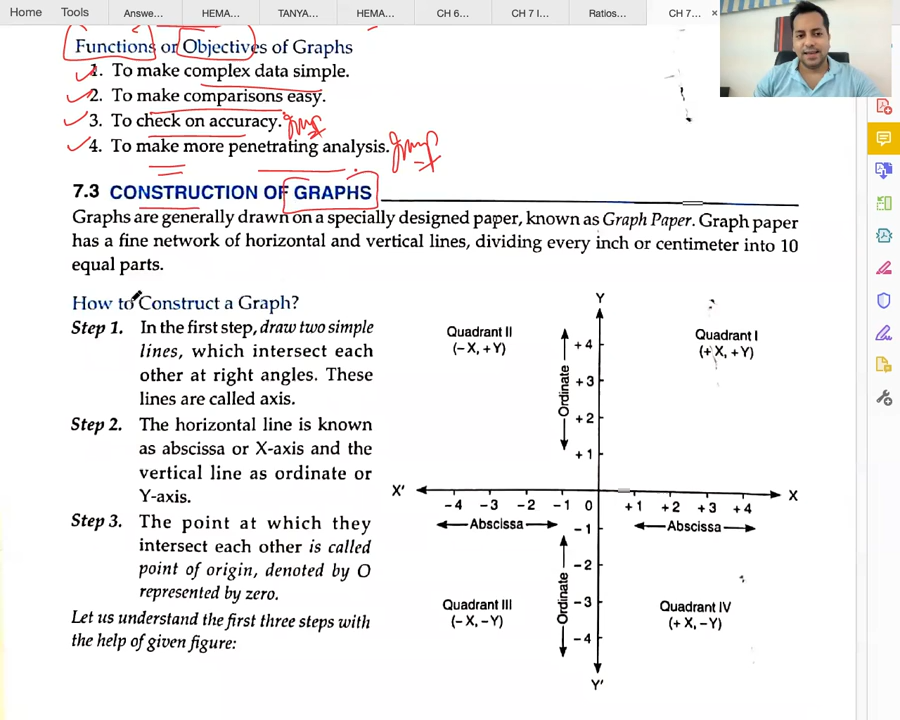 Home Tools Answe... HEMA... TANYA... HEMA... CH 6... CH 7 I... Ratios... CH 7... ×
Functions or Objectives of Graphs
1. To make complex data simple.
2. To make comparisons easy.
3. To check on accuracy. Imp
4. To make more penetrating analysis. Imp
7.3 CONSTRUCTION OF GRAPHS
Graphs are generally drawn on a specially designed paper, known as Graph Paper. Graph paper
has a fine network of horizontal and vertical lines, dividing every inch or centimeter into 10
equal parts.
How to Construct a Graph?
Step 1. In the first step, draw two simple
lines, which intersect each
other at right angles. These
lines are called axis.
Step 2. The horizontal line is known
as abscissa or X-axis and the
vertical line as ordinate or
Y-axis.
Step 3. The point at which they
intersect each other is called
point of origin, denoted by O
represented by zero.
Let us understand the first three steps with
the help of given figure:
Y
Quadrant II
(– X, + Y)
Quadrant I
(+ X, + Y)
Ordinate
+ 4
+ 3
+ 2
+ 1
X'
X
– 4 – 3 – 2 – 1 0 + 1 + 2 + 3 + 4
Abscissa
Abscissa
– 1
– 2
– 3
– 4
Ordinate
Quadrant III
(– X, – Y)
Quadrant IV
(+ X, – Y)
Y'